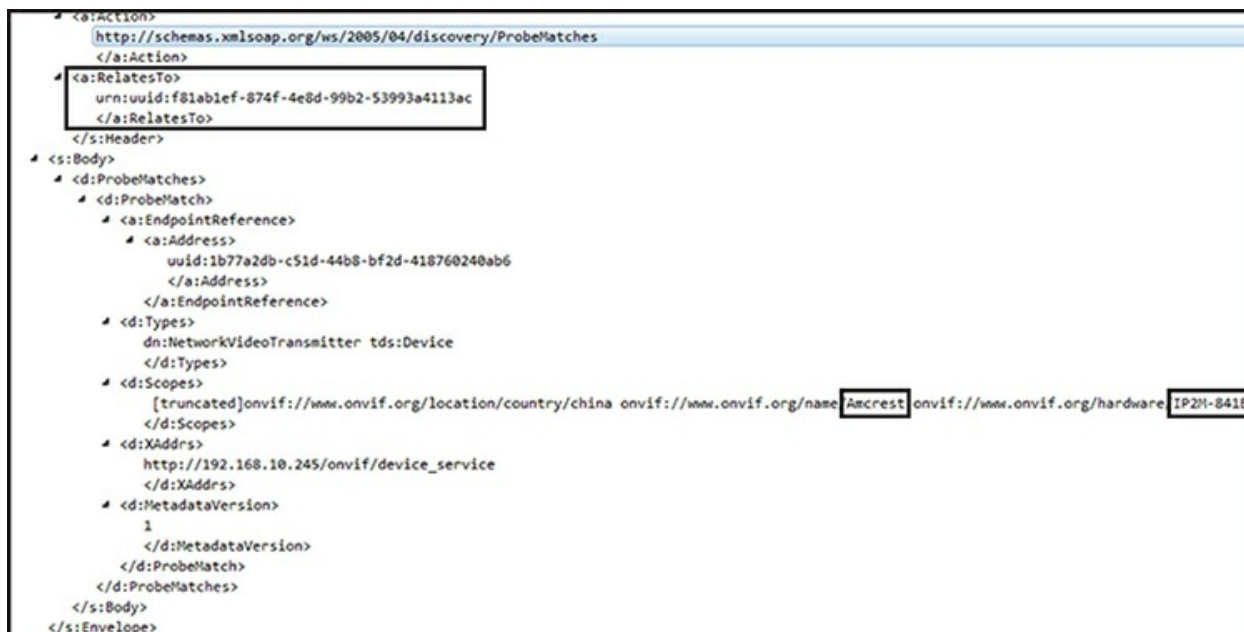 <a:Action>
http://schemas.xmlsoap.org/ws/2005/04/discovery/ProbeMatches
</a:Action>
<a:RelatesTo>
urn:uuid:f81ab1ef-874f-4e8d-99b2-53993a4113ac
</a:RelatesTo>
</s:Header>
<s:Body>
<d:ProbeMatches>
<d:ProbeMatch>
<a:EndpointReference>
<a:Address>
uuid:1b77a2db-c51d-44b8-bf2d-418760240ab6
</a:Address>
</a:EndpointReference>
<d:Types>
dn:NetworkVideoTransmitter tds:Device
</d:Types>
<d:Scopes>
[truncated]onvif://www.onvif.org/location/country/china onvif://www.onvif.org/name/Amcrest onvif://www.onvif.org/hardware/IP2M-841E
</d:Scopes>
<d:XAddrs>
http://192.168.10.245/onvif/device_service
</d:XAddrs>
<d:MetadataVersion>
1
</d:MetadataVersion>
</d:ProbeMatch>
</d:ProbeMatches>
</s:Body>
</s:Envelope>